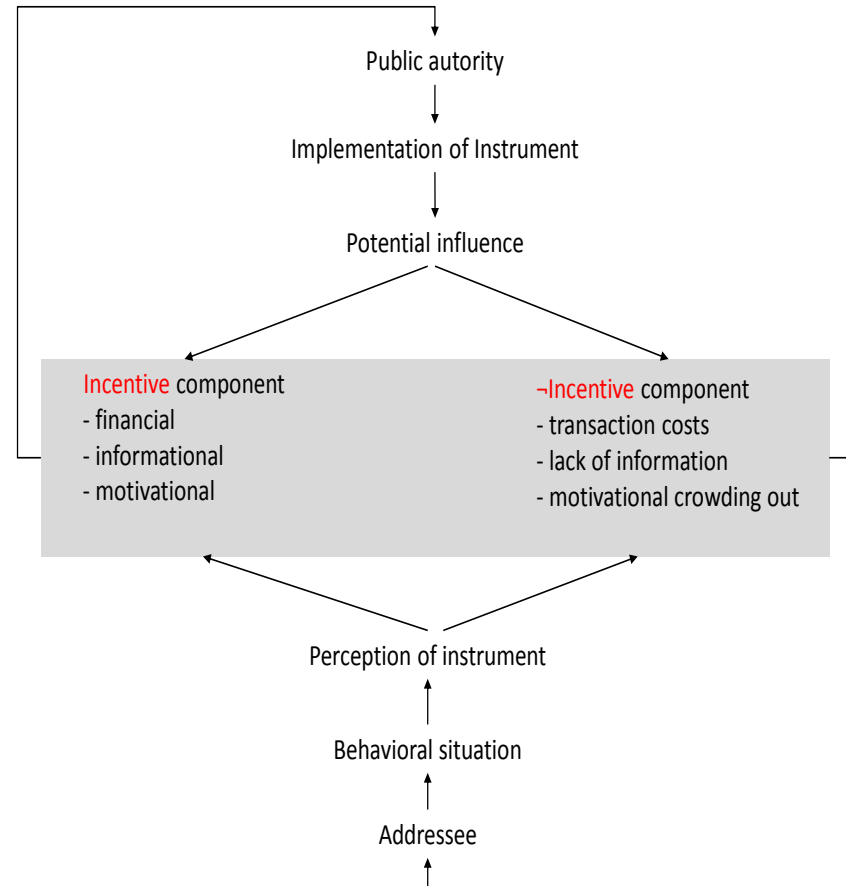 Public autority
Implementation of Instrument
Potential influence
Incentive component
- financial
- informational
- motivational
¬Incentive component
- transaction costs
- lack of information
- motivational crowding out
Perception of instrument
Behavioral situation
Addressee